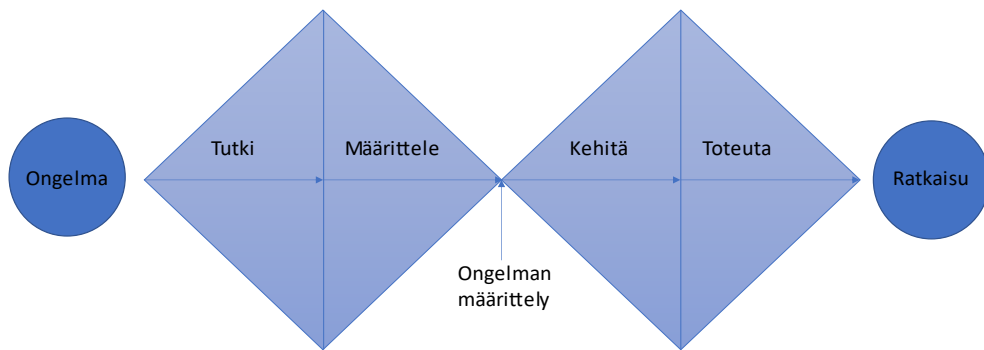 Ongelma
Tutki
Määrittele
Kehitä
Toteuta
Ratkaisu
Ongelman
määrittely